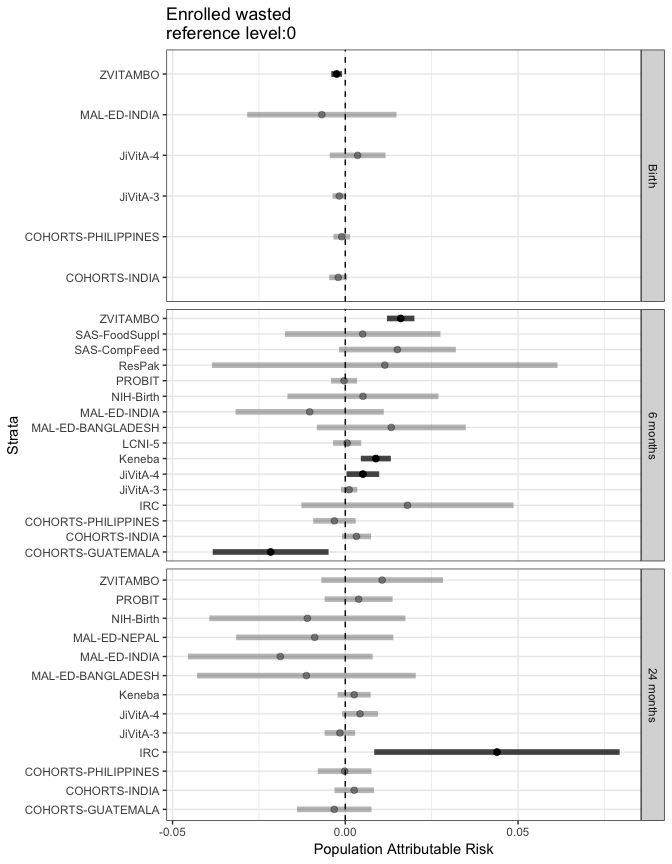 Enrolled wasted
reference level:0
ZVITAMBO
MAL-ED-INDIA
JiVitA-4
JiVitA-3
COHORTS-PHILIPPINES
COHORTS-INDIA
Birth
ZVITAMBO
SAS-FoodSuppl
SAS-CompFeed
ResPak
PROBIT
NIH-Birth
MAL-ED-INDIA
MAL-ED-BANGLADESH
LCNI-5
Keneba
JiVitA-4
JiVitA-3
IRC
COHORTS-PHILIPPINES
COHORTS-INDIA
COHORTS-GUATEMALA
6 months
ZVITAMBO
PROBIT
NIH-Birth
MAL-ED-NEPAL
MAL-ED-INDIA
MAL-ED-BANGLADESH
Keneba
JiVitA-4
JiVitA-3
IRC
COHORTS-PHILIPPINES
COHORTS-INDIA
COHORTS-GUATEMALA
24 months
Strata
-0.05 0.00 0.05
Population Attributable Risk